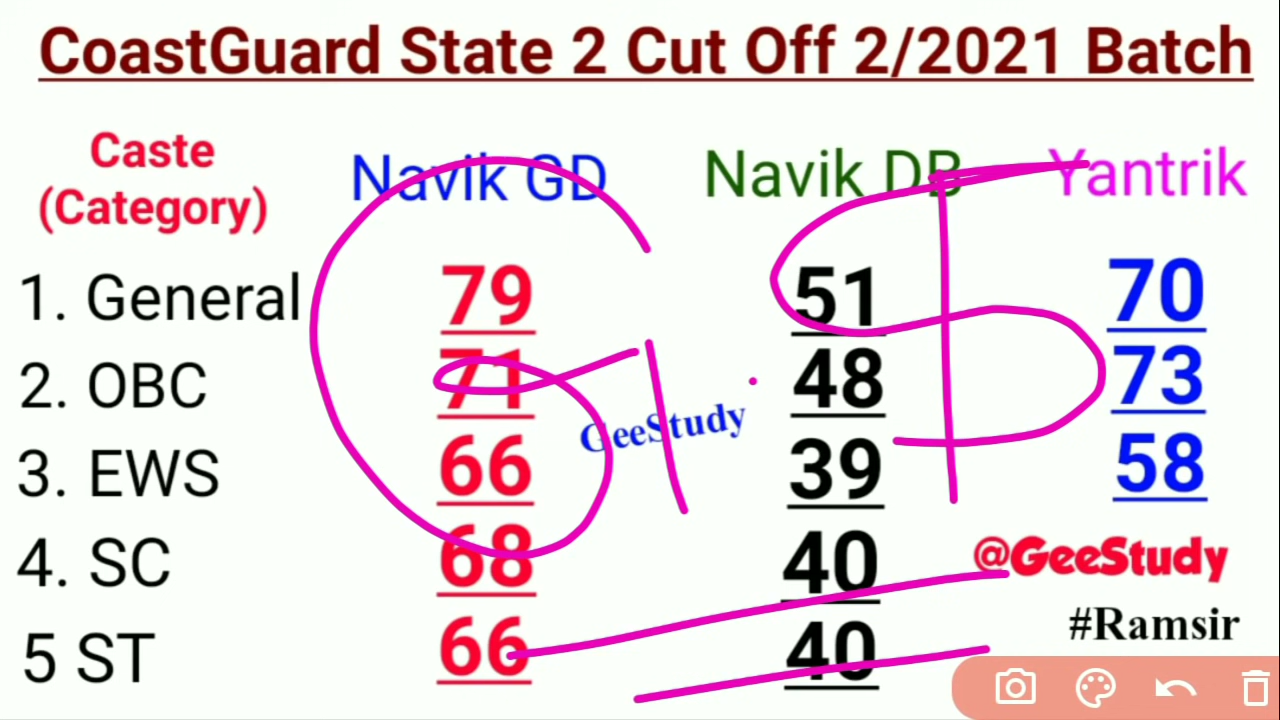 CoastGuard State 2 Cut Off 2/2021 Batch
Caste (Category) Navik GD Navik DB Yantrik
1. General 79 51 70
2. OBC 71 48 73
GeeStudy
3. EWS 66 39 58
4. SC 68 40
@GeeStudy
#Ramsir
5 ST 66 40